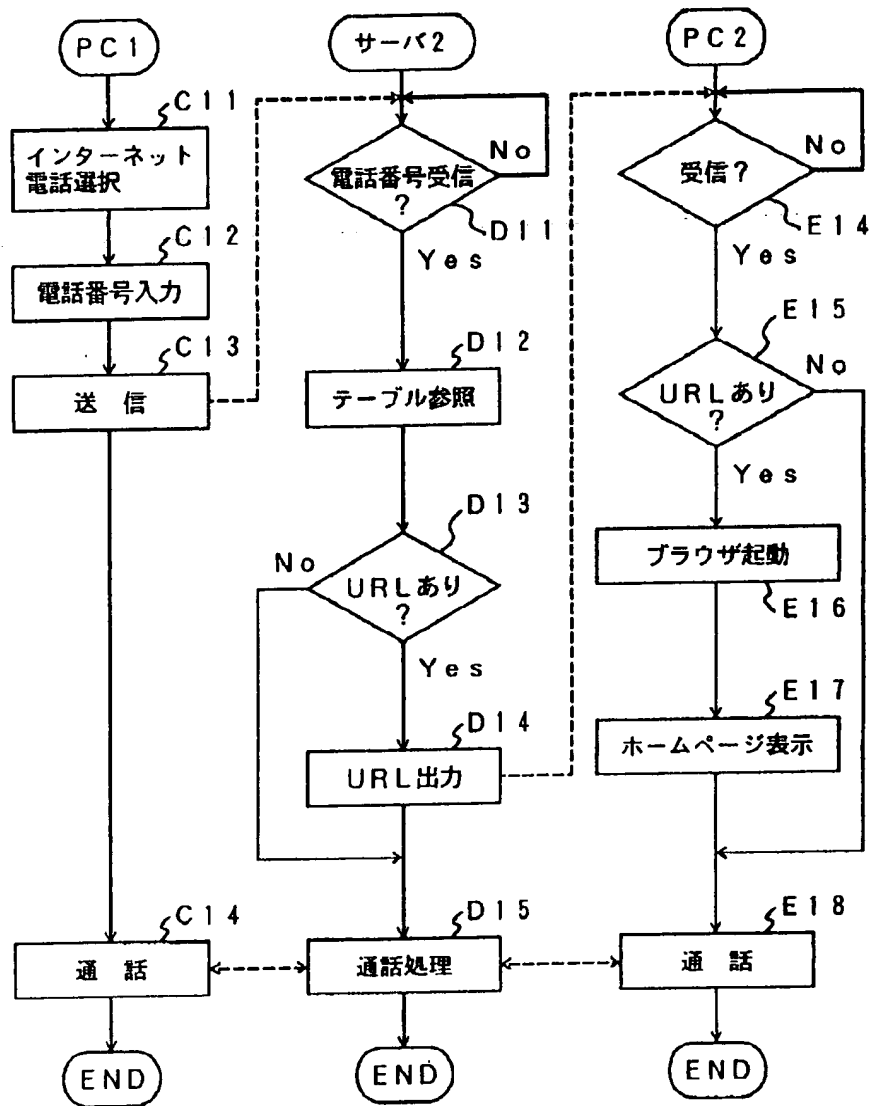 PC1
C11
インターネット
電話選択
C12
電話番号入力
C13
送 信
C14
通 話
END
サーバ2
No
電話番号受信
?
D11
Yes
D12
テーブル参照
D13
No
URLあり
?
Yes
D14
URL出力
D15
通話処理
END
PC2
No
受信?
E14
Yes
E15
No
URLあり
?
Yes
ブラウザ起動
E16
E17
ホームページ表示
E18
通 話
END